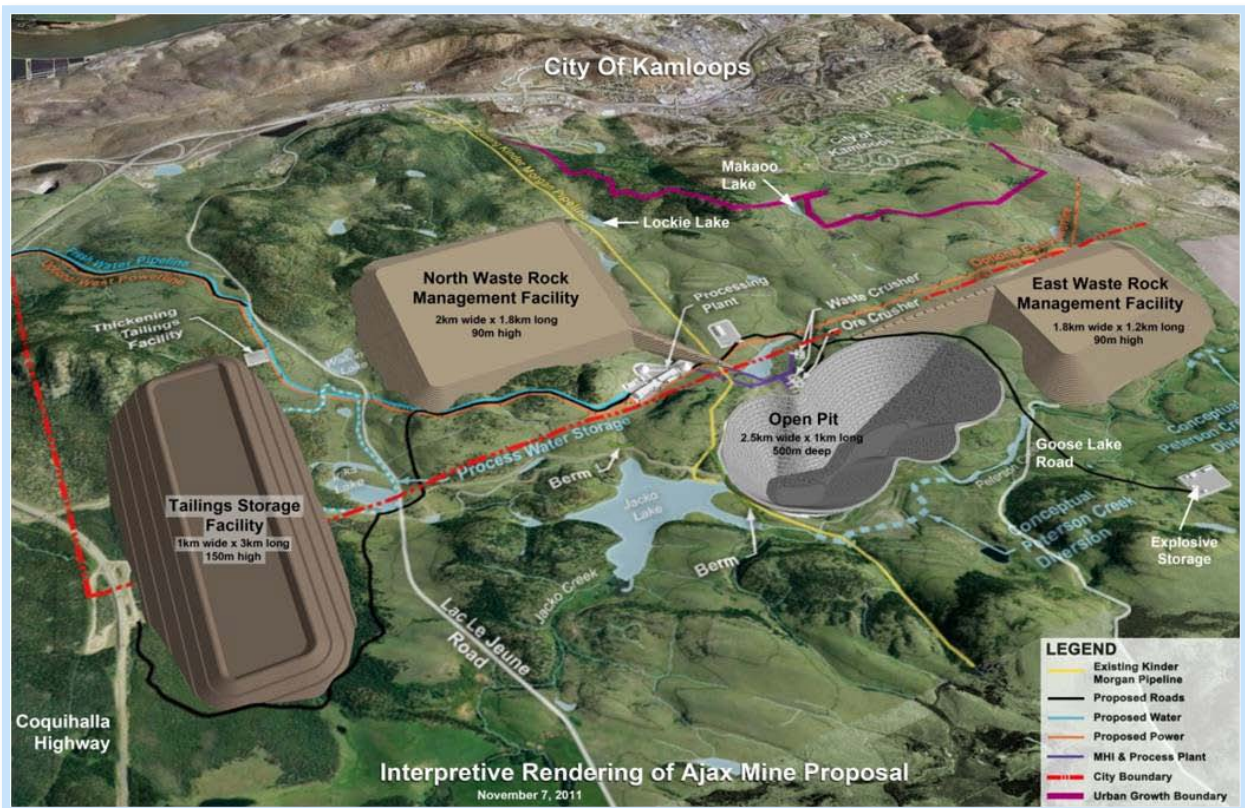 City Of Kamloops
City of
Kamloops
Makaoo
Lake
Lockie Lake
North Waste Rock
Management Facility
2km wide x 1.8km long
90m high
Processing
Plant
Waste Crusher
Ore Crusher
East Waste Rock
Management Facility
1.8km wide x 1.2km long
90m high
Water Pipeline
Powerline
Thickening
Tailings
Facility
Open Pit
2.5km wide x 1km long
500m deep
Goose Lake
Road
Conceptual
Process Water Storage
Berm
Lake
Jacko
Lake
Tailings Storage
Facility
1km wide x 3km long
150m high
Berm
Conceptual
Peterson Creek
Diversion
Explosive
Storage
Jacko Creek
Lac Le Jeune
Road
Coquihalla
Highway
LEGEND
Existing Kinder
Morgan Pipeline
Proposed Roads
Proposed Water
Proposed Power
MHI & Process Plant
City Boundary
Urban Growth Boundary
Interpretive Rendering of Ajax Mine Proposal
November 7, 2011